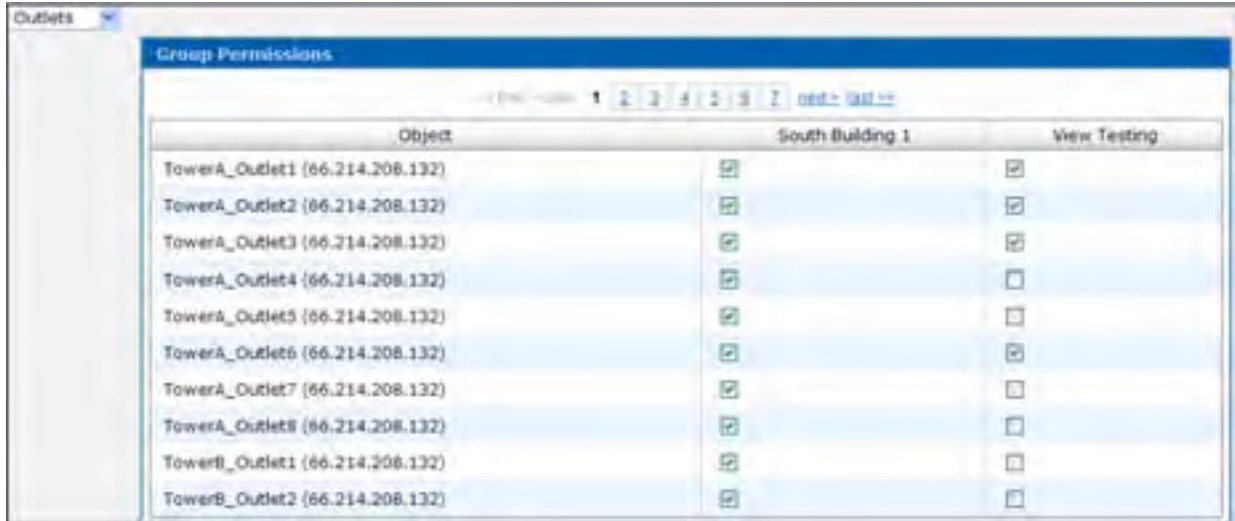 Outlets
Group Permissions
1 2 3 4 5 6 7 next > last >>
Object South Building 1 View Testing
TowerA_Outlet1 (66.214.208.132)
TowerA_Outlet2 (66.214.208.132)
TowerA_Outlet3 (66.214.208.132)
TowerA_Outlet4 (66.214.208.132)
TowerA_Outlet5 (66.214.208.132)
TowerA_Outlet6 (66.214.208.132)
TowerA_Outlet7 (66.214.208.132)
TowerA_Outlet8 (66.214.208.132)
TowerB_Outlet1 (66.214.208.132)
TowerB_Outlet2 (66.214.208.132)